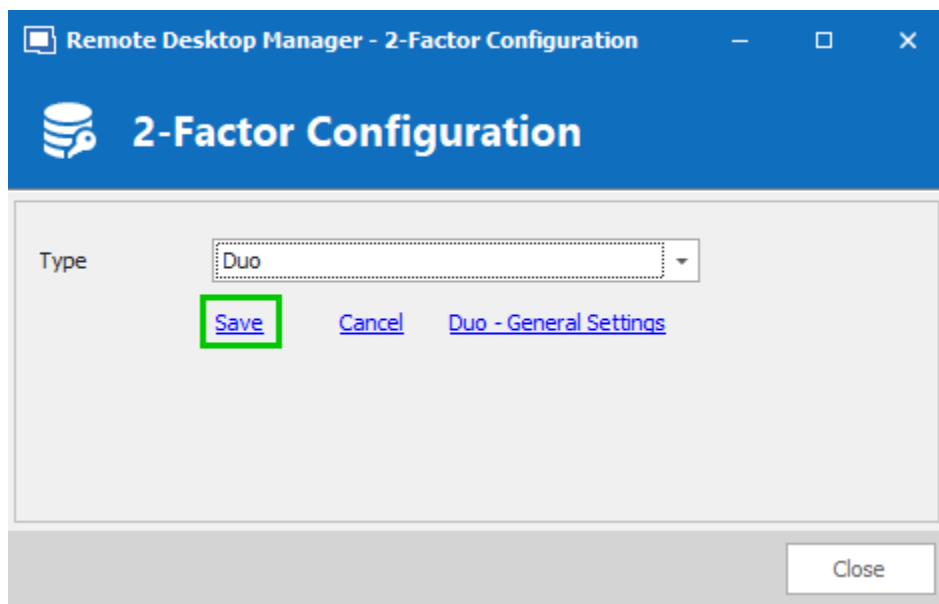 Remote Desktop Manager - 2-Factor Configuration
2-Factor Configuration
Type Duo
Save Cancel Duo - General Settings
Close